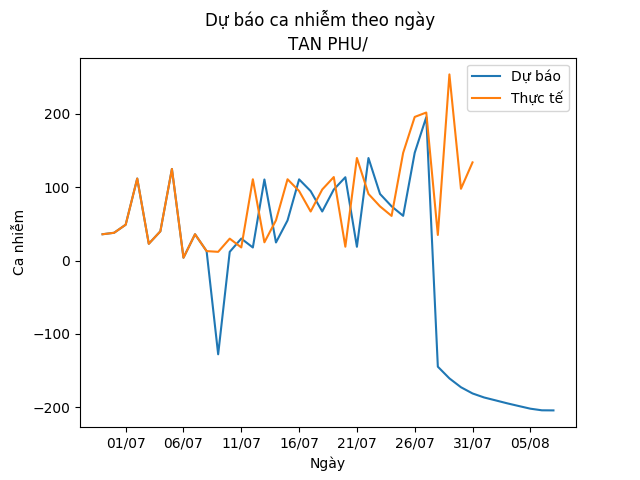 Dự báo ca nhiễm theo ngày
TAN PHU/
Dự báo
Thực tế
Ca nhiễm
200
100
0
−100
−200
01/07 06/07 11/07 16/07 21/07 26/07 31/07 05/08
Ngày